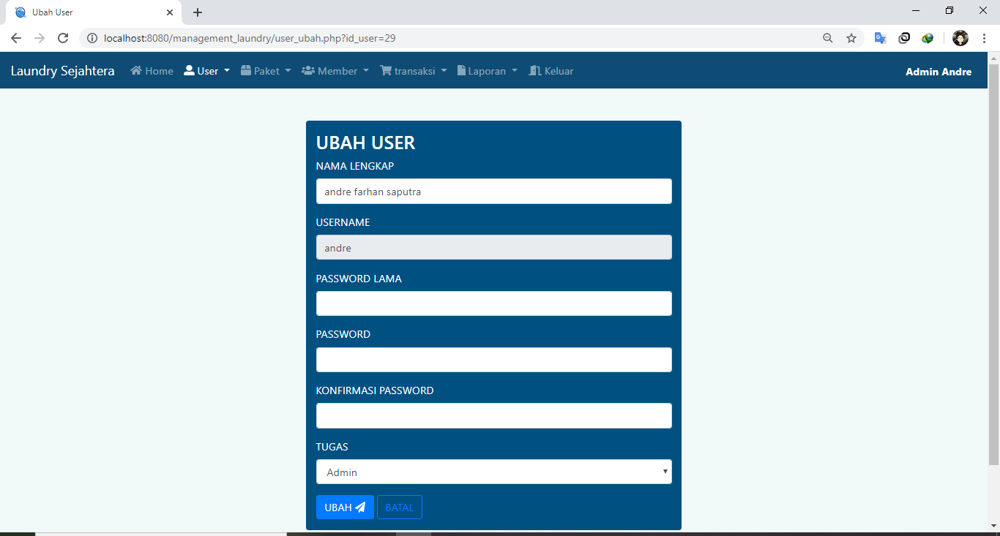 Ubah User
localhost:8080/management_laundry/user_ubah.php?id_user=29
Laundry Sejahtera Home User Paket Member transaksi Laporan Keluar Admin Andre
UBAH USER
NAMA LENGKAP
andre farhan saputra
USERNAME
andre
PASSWORD LAMA
PASSWORD
KONFIRMASI PASSWORD
TUGAS
Admin
UBAH BATAL